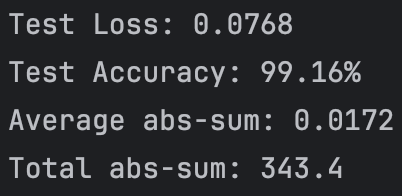 Test Loss: 0.0768
Test Accuracy: 99.16%
Average abs-sum: 0.0172
Total abs-sum: 343.4